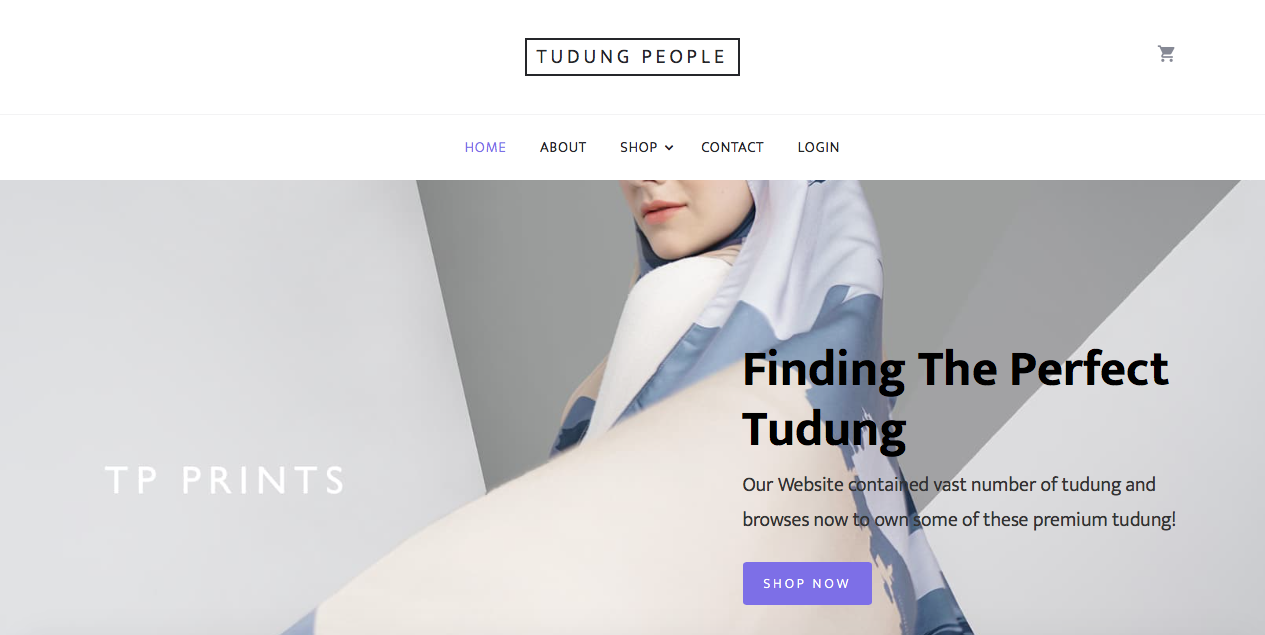 TUDUNG PEOPLE
HOME ABOUT SHOP CONTACT LOGIN
Finding The Perfect
Tudung
TP PRINTS
Our Website contained vast number of tudung and
browses now to own some of these premium tudung!
SHOP NOW